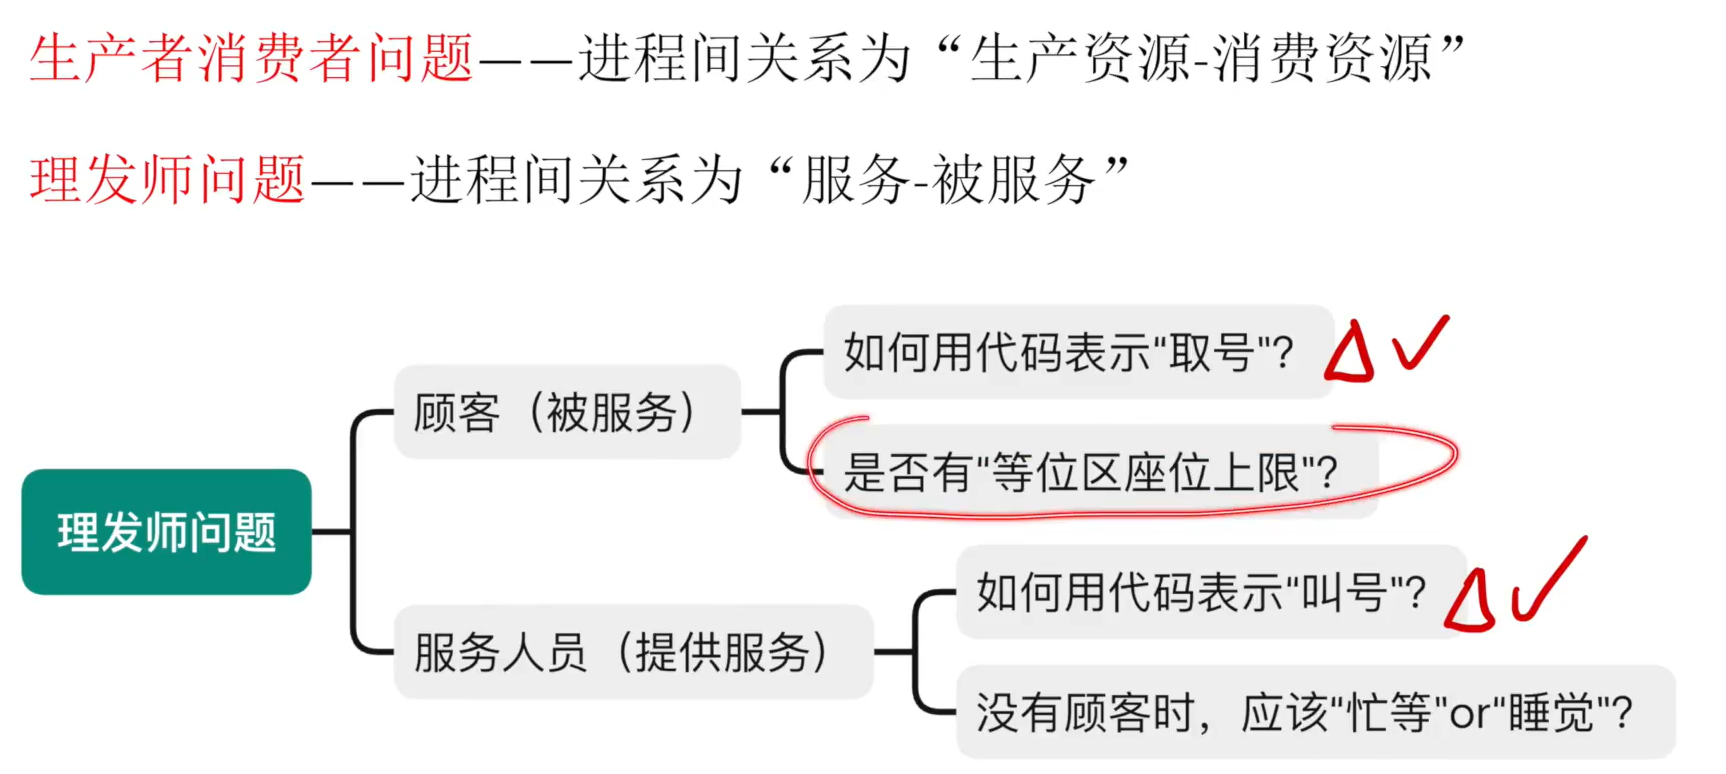 生产者消费者问题——进程间关系为“生产资源-消费资源”
理发师问题——进程间关系为“服务-被服务”
如何用代码表示“取号"?
顾客（被服务）
是否有“等位区座位上限"?
理发师问题
如何用代码表示“叫号"?
服务人员（提供服务）
没有顾客时，应该“忙等"or“睡觉"?